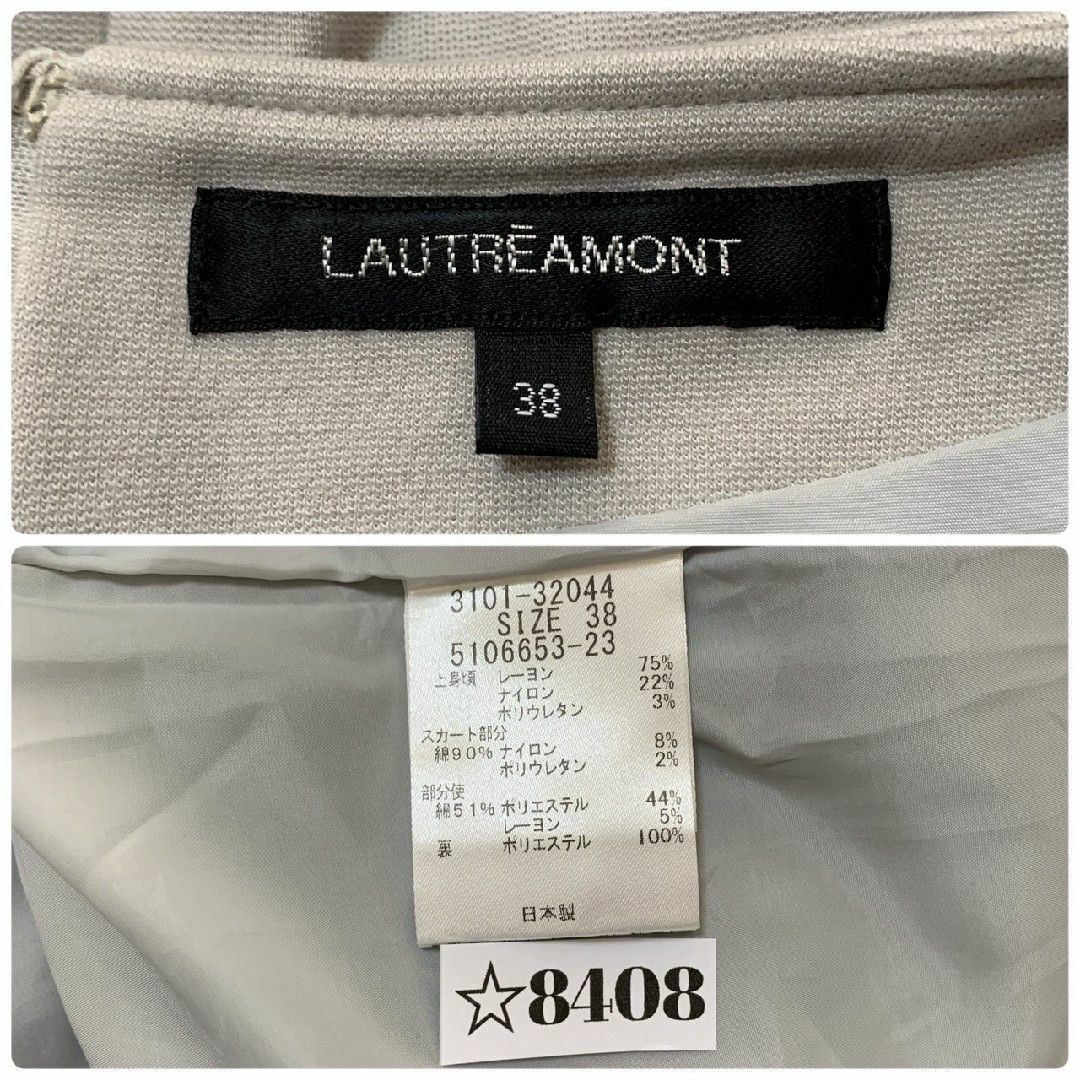 LAUTRĒAMONT
38
3101-32044
SIZE 38
5106653-23
上身頃 レーヨン 75%
ナイロン 22%
ポリウレタン 3%
スカート部分
綿90% ナイロン 8%
ポリウレタン 2%
部分使
綿51% ポリエステル 44%
レーヨン 5%
裏 ポリエステル 100%
日本製
☆8408